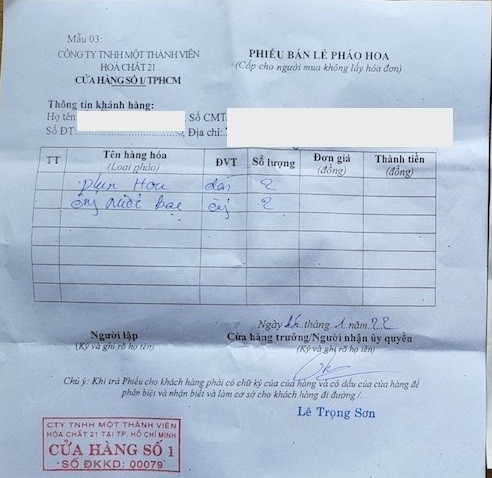 Mẫu 03:
CÔNG TY TNHH MỘT THÀNH VIÊN
HOÁ CHẤT 21
CỬA HÀNG SỐ 1/TPHCM
PHIẾU BÁN LẺ PHÁO HOA
(Cấp cho người mua không lấy hóa đơn)
Thông tin khánh hàng:
Họ tên: Số CMT
Số ĐT: Địa chỉ:
TT Tên hàng hóa (Loại pháo) ĐVT Số lượng Đơn giá (đồng) Thành tiền (đồng)
phun Hoa 2
ống nước bạc ống 2
Ngày tháng 1 năm 22
Người lập Cửa hàng trưởng/Người nhận ủy quyền
(Ký và ghi rõ họ tên) (Ký và ghi rõ họ tên)
Chú ý: Khi trả Phiếu cho khách hàng phải có chữ ký của cửa hàng và có dấu của cửa hàng để
phân biệt và nhận biết và làm cơ sở cho khách hàng đi đường./.
Lê Trọng Sơn
CTY TNHH MỘT THÀNH VIÊN
HÓA CHẤT 21 TẠI TP. HỒ CHÍ MINH
CỬA HÀNG SỐ 1
SỐ ĐKKD: 00079